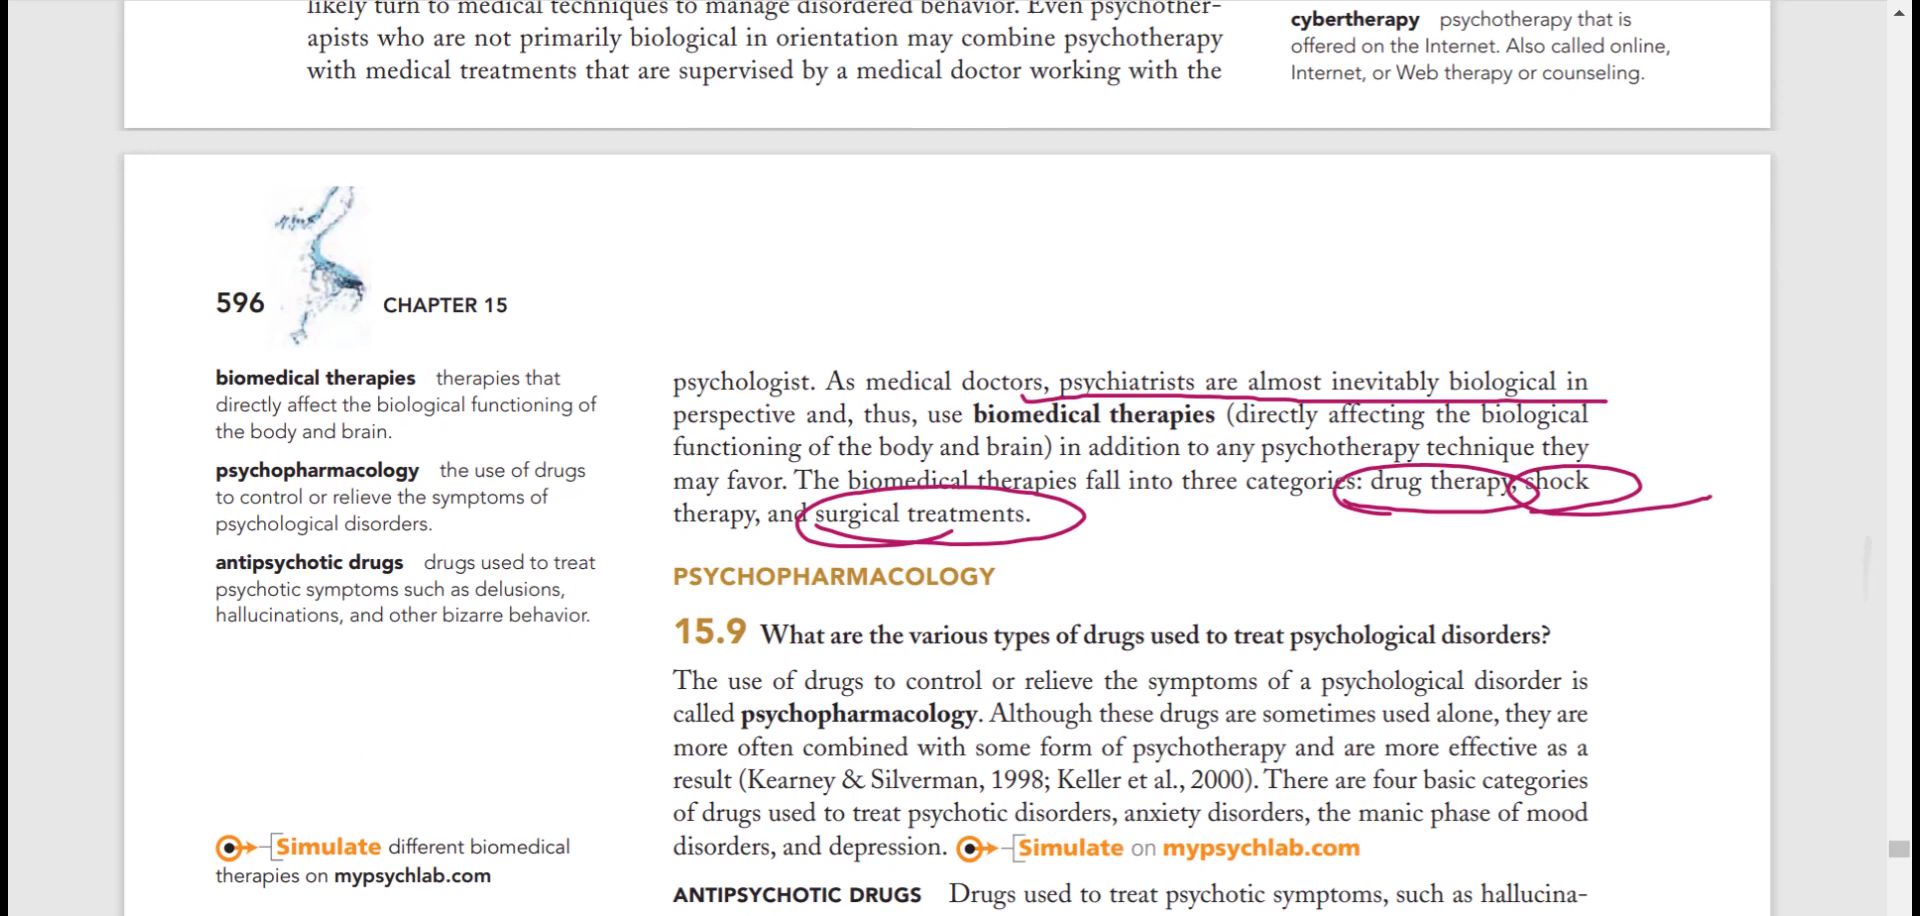 likely turn to medical techniques to manage disordered behavior. Even psychother-
apists who are not primarily biological in orientation may combine psychotherapy
with medical treatments that are supervised by a medical doctor working with the
cybertherapy psychotherapy that is
offered on the Internet. Also called online,
Internet, or Web therapy or counseling.
596 CHAPTER 15
biomedical therapies therapies that
directly affect the biological functioning of
the body and brain.
psychopharmacology the use of drugs
to control or relieve the symptoms of
psychological disorders.
antipsychotic drugs drugs used to treat
psychotic symptoms such as delusions,
hallucinations, and other bizarre behavior.
Simulate different biomedical
therapies on mypsychlab.com
psychologist. As medical doctors, psychiatrists are almost inevitably biological in
perspective and, thus, use biomedical therapies (directly affecting the biological
functioning of the body and brain) in addition to any psychotherapy technique they
may favor. The biomedical therapies fall into three categories: drug therapy, shock
therapy, and surgical treatments.
PSYCHOPHARMACOLOGY
15.9 What are the various types of drugs used to treat psychological disorders?
The use of drugs to control or relieve the symptoms of a psychological disorder is
called psychopharmacology. Although these drugs are sometimes used alone, they are
more often combined with some form of psychotherapy and are more effective as a
result (Kearney & Silverman, 1998; Keller et al., 2000). There are four basic categories
of drugs used to treat psychotic disorders, anxiety disorders, the manic phase of mood
disorders, and depression. Simulate on mypsychlab.com
ANTIPSYCHOTIC DRUGS Drugs used to treat psychotic symptoms, such as hallucina-